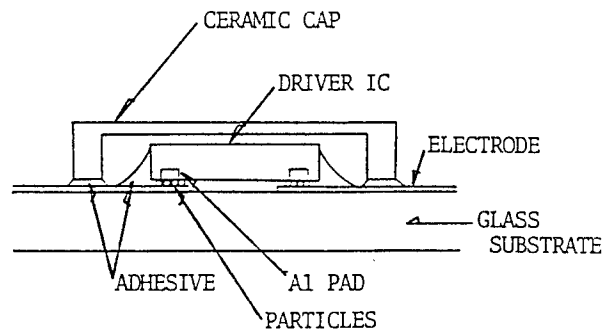 CERAMIC CAP
DRIVER IC
ELECTRODE
GLASS
SUBSTRATE
ADHESIVE
Al PAD
PARTICLES